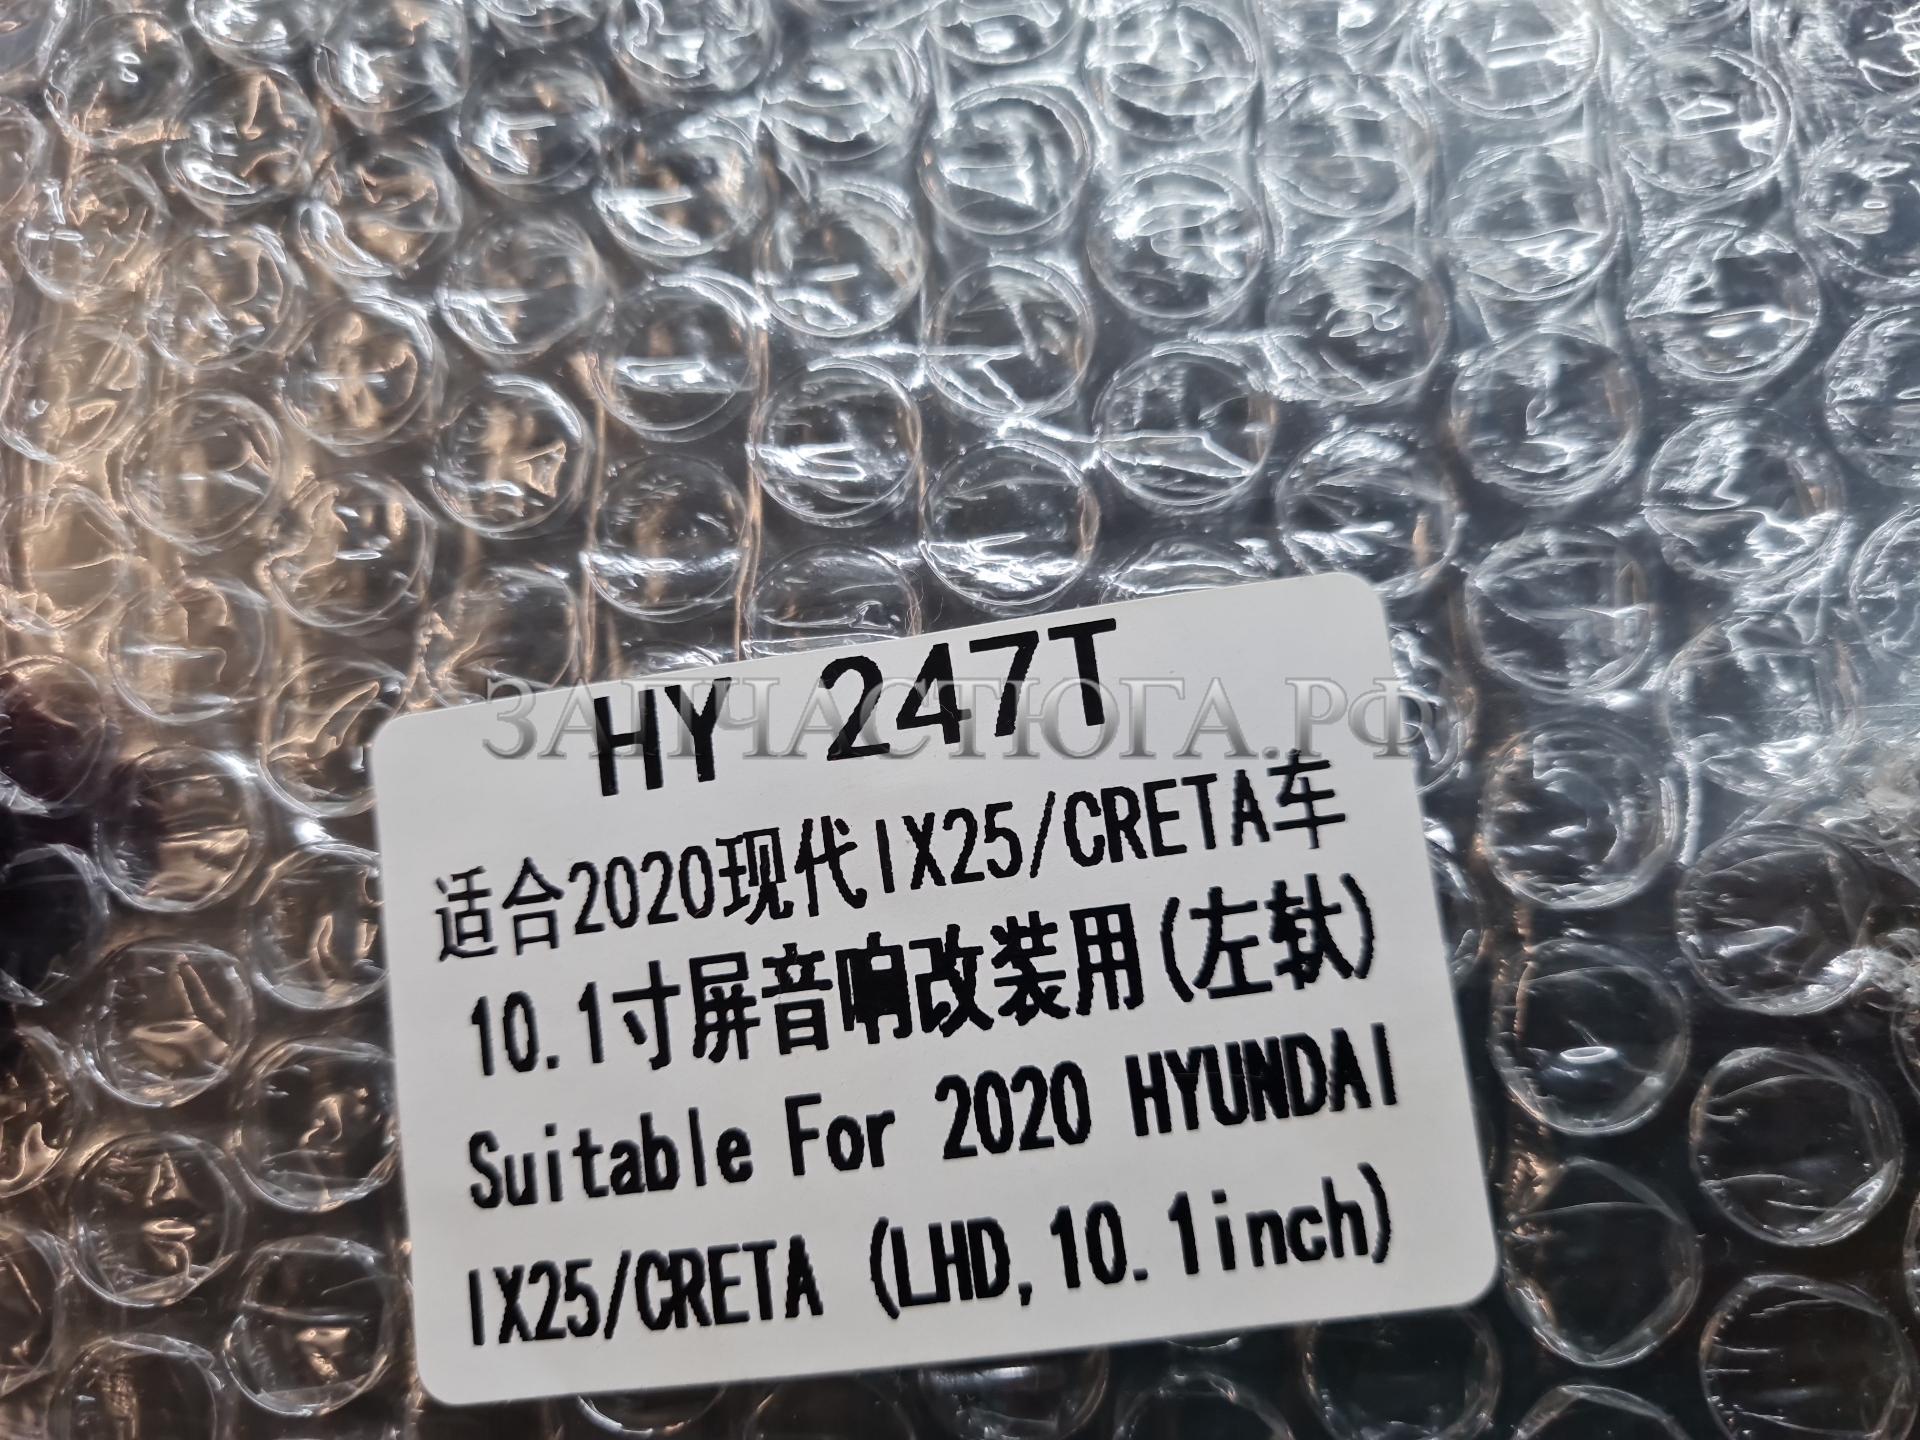 HY 247T
ЗАПЧАСТЮГА.РФ
适合2020现代IX25/CRETA车
10.1寸屏音响改装用(左软)
Suitable For 2020 HYUNDAI
IX25/CRETA (LHD,10.1inch)